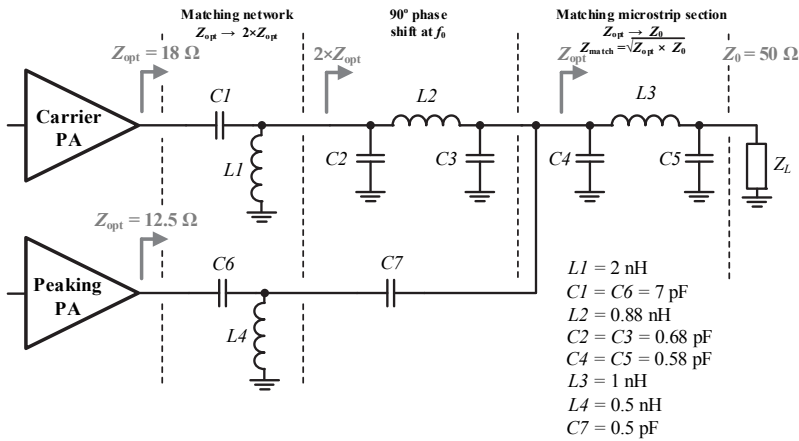 Matching network
Zopt → 2×Zopt
90° phase
shift at f0
Matching microstrip section
Zopt → Z0
Zmatch =√Zopt × Z0
Zopt = 18 Ω
2×Zopt
Zopt
Z0 = 50 Ω
C1
L2
L3
Carrier
PA
L1
C2
C3
C4
C5
ZL
Zopt = 12.5 Ω
C6
C7
Peaking
PA
L4
L1 = 2 nH
C1 = C6 = 7 pF
L2 = 0.88 nH
C2 = C3 = 0.68 pF
C4 = C5 = 0.58 pF
L3 = 1 nH
L4 = 0.5 nH
C7 = 0.5 pF